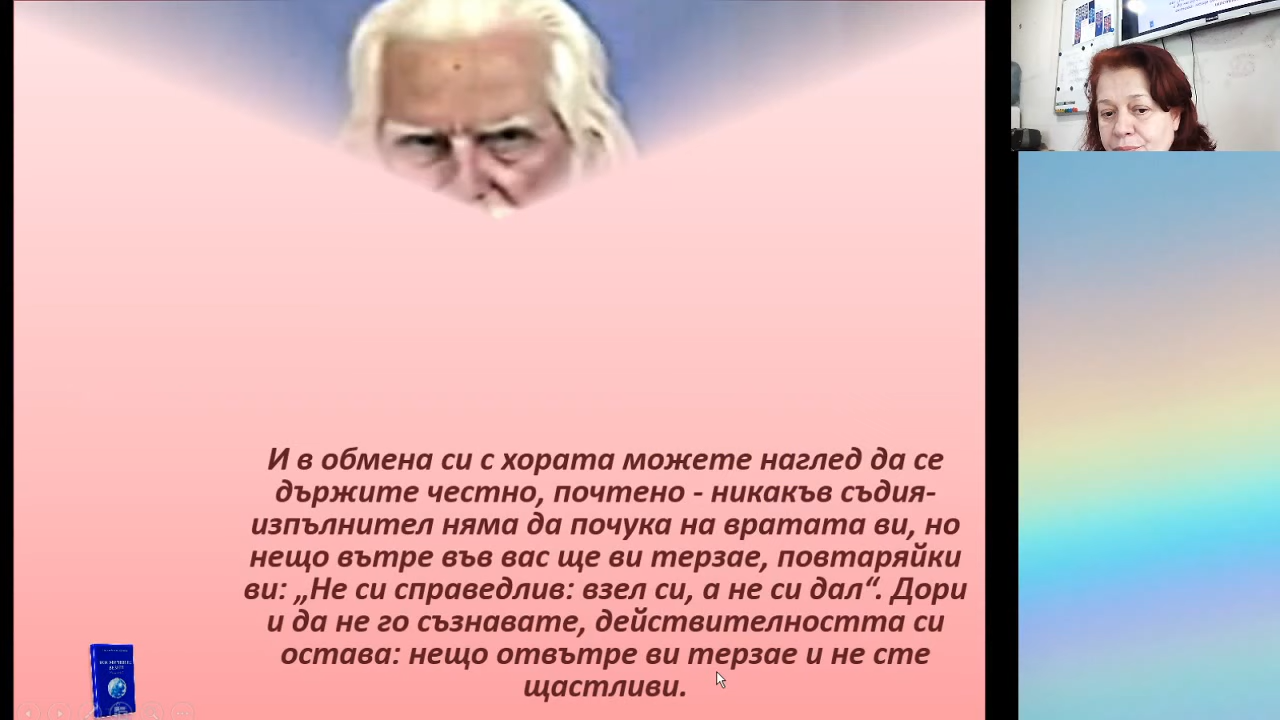 И в обмена си с хората можете наглед да се
държите честно, почтено - никакъв съдия-
изпълнител няма да почука на вратата ви, но
нещо вътре във вас ще ви терзае, повтаряйки
ви: „Не си справедлив: взел си, а не си дал“. Дори
и да не го съзнавате, действителността си
остава: нещо отвътре ви терзае и не сте
щастливи.